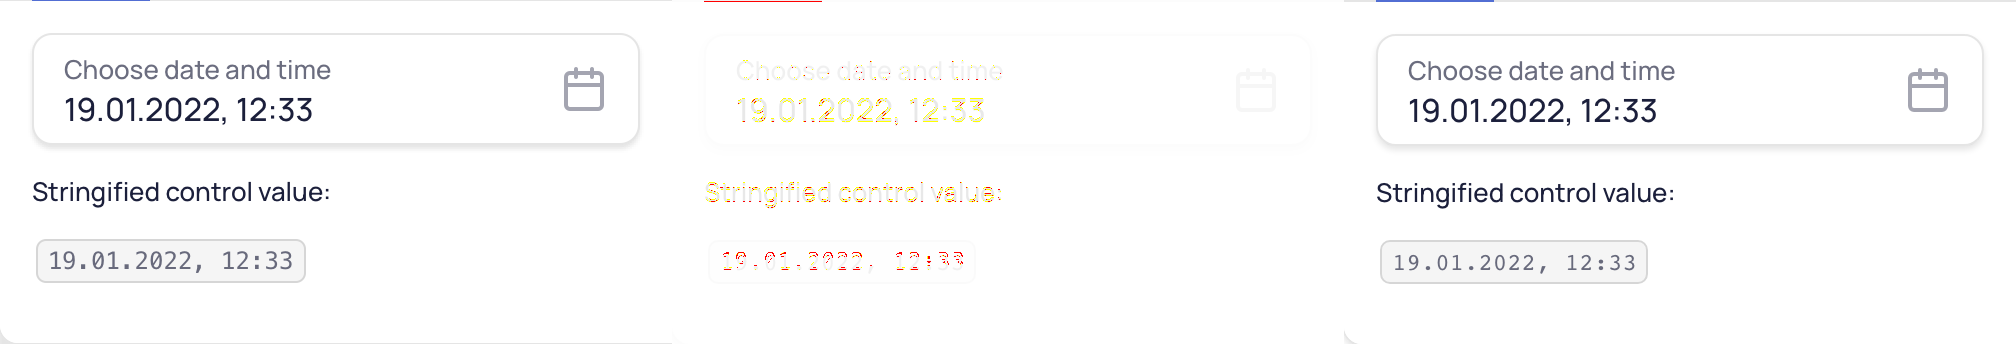 Choose date and time
19.01.2022, 12:33
Stringified control value:
19.01.2022, 12:33
Choose date and time
19.01.2022, 12:33
Stringified control value:
19.01.2022, 12:33
Choose date and time
19.01.2022, 12:33
Stringified control value:
19.01.2022, 12:33